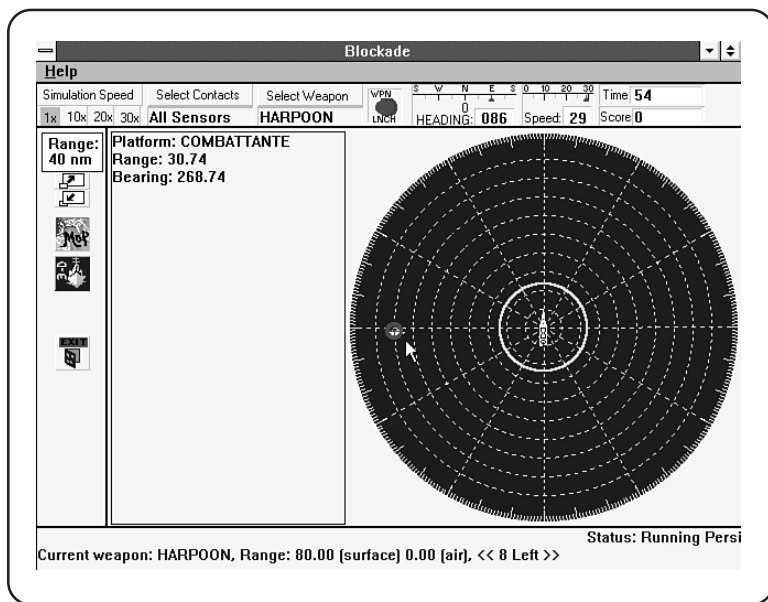 Blockade
Help
Simulation Speed Select Contacts Select Weapon WPN S W N E S 0 10 20 30 Time 54
1x 10x 20x 30x All Sensors HARPOON LNCH 0 HEADING: 086 Speed: 29 Score 0
Range:
40 nm
Platform: COMBATTANTE
Range: 30.74
Bearing: 268.74
Map
3-D
EXIT
Status: Running Persi
Current weapon: HARPOON, Range: 80.00 (surface) 0.00 (air), << 8 Left >>